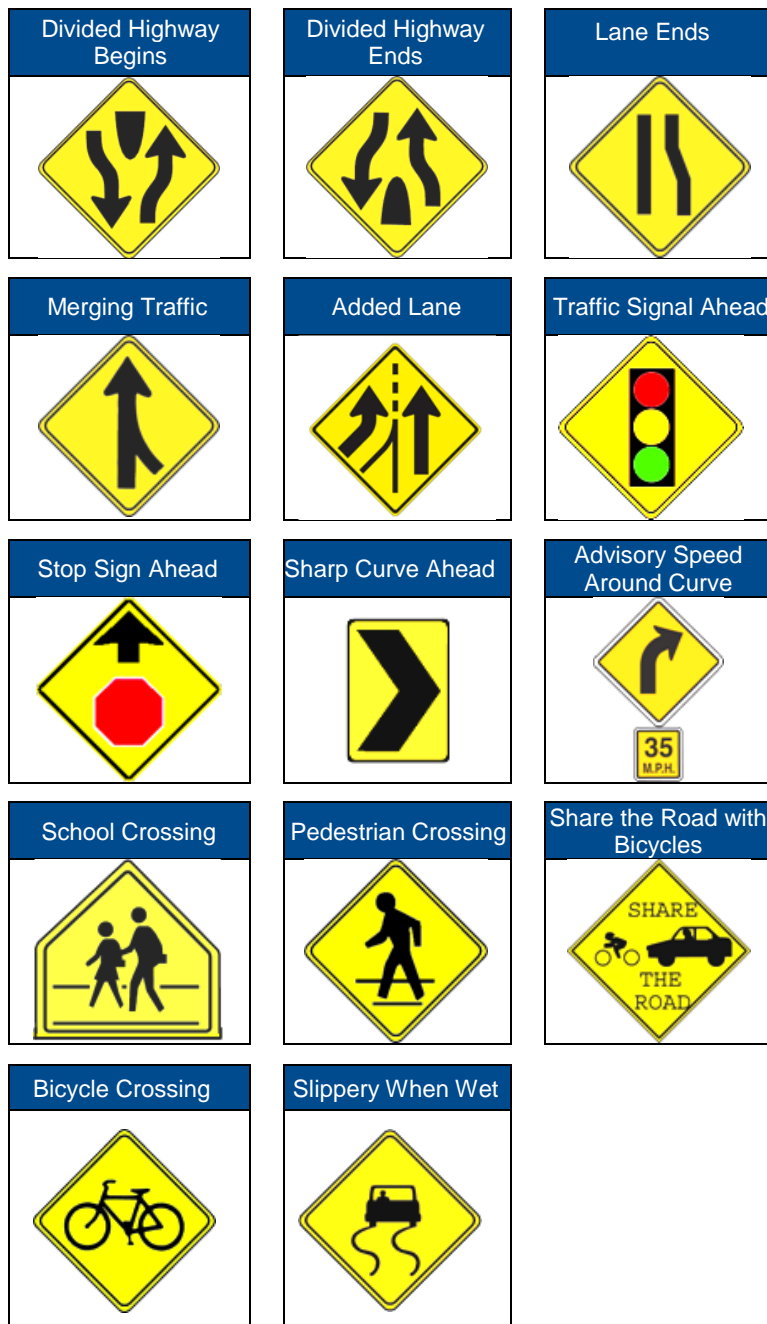 Divided Highway
Begins
Divided Highway
Ends
Lane Ends
Merging Traffic
Added Lane
Traffic Signal Ahead
Stop Sign Ahead
Sharp Curve Ahead
Advisory Speed
Around Curve
35
M.P.H.
School Crossing
Pedestrian Crossing
Share the Road with
Bicycles
SHARE
THE
ROAD
Bicycle Crossing
Slippery When Wet